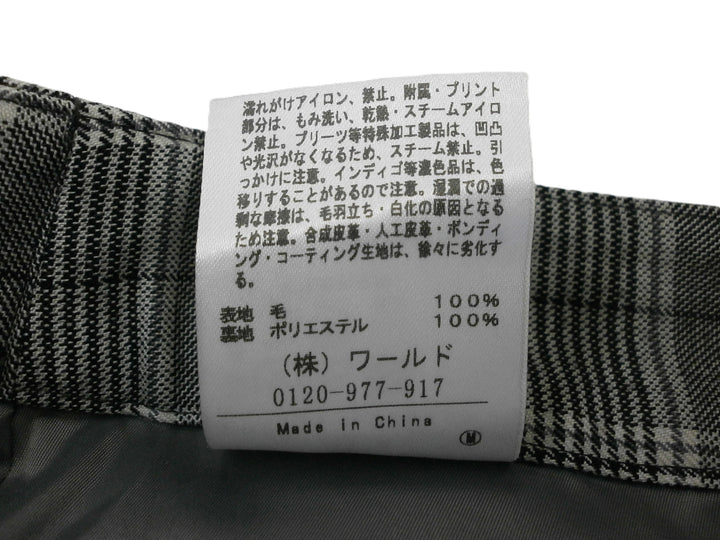 濡れがけアイロン、禁止。附属・プリント
部分は、もみ洗い、乾熱・スチームアイロ
ン禁止。プリーツ等特殊加工製品は、凹凸
や光沢がなくなるため、スチーム禁止。引
っかけに注意。インディゴ等濃色品は、色
移りすることがあるので注意。湿潤での過
剰な摩擦は、毛羽立ち・白化の原因となる
ため注意。合成皮革・人工皮革・ボンディ
ング・コーティング生地は、徐々に劣化す
る。
表地 毛 100%
裏地 ポリエステル 100%
(株) ワールド
0120-977-917
Made in China
M